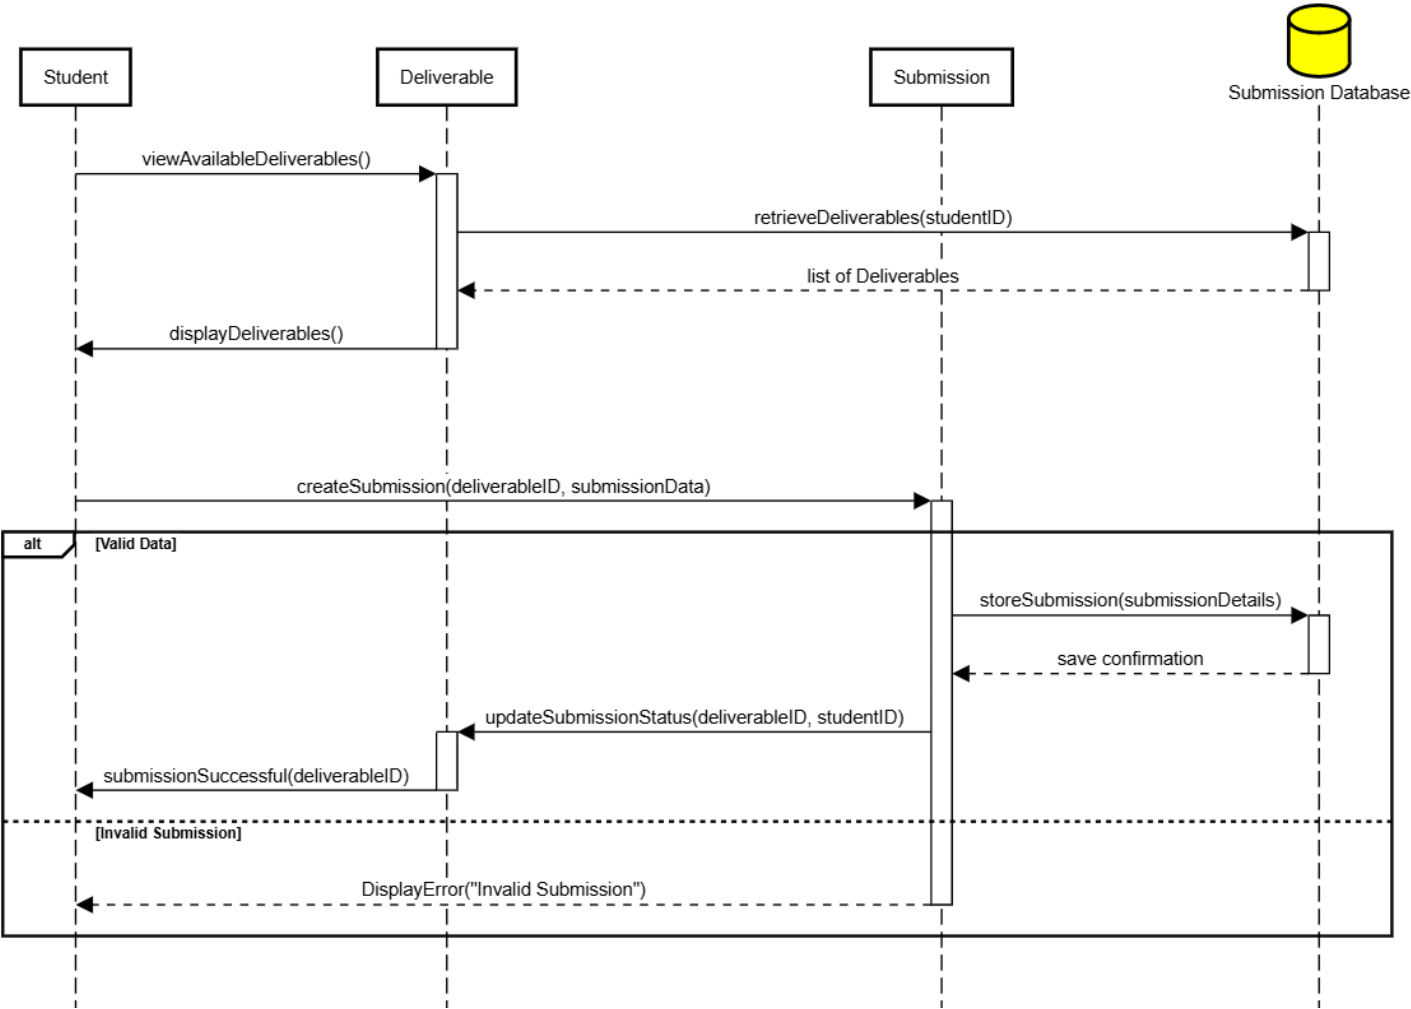 Student
Deliverable
Submission
Submission Database
viewAvailableDeliverables()
retrieveDeliverables(studentID)
list of Deliverables
displayDeliverables()
createSubmission(deliverableID, submissionData)
alt
[Valid Data]
storeSubmission(submissionDetails)
save confirmation
updateSubmissionStatus(deliverableID, studentID)
submissionSuccessful(deliverableID)
[Invalid Submission]
DisplayError("Invalid Submission")